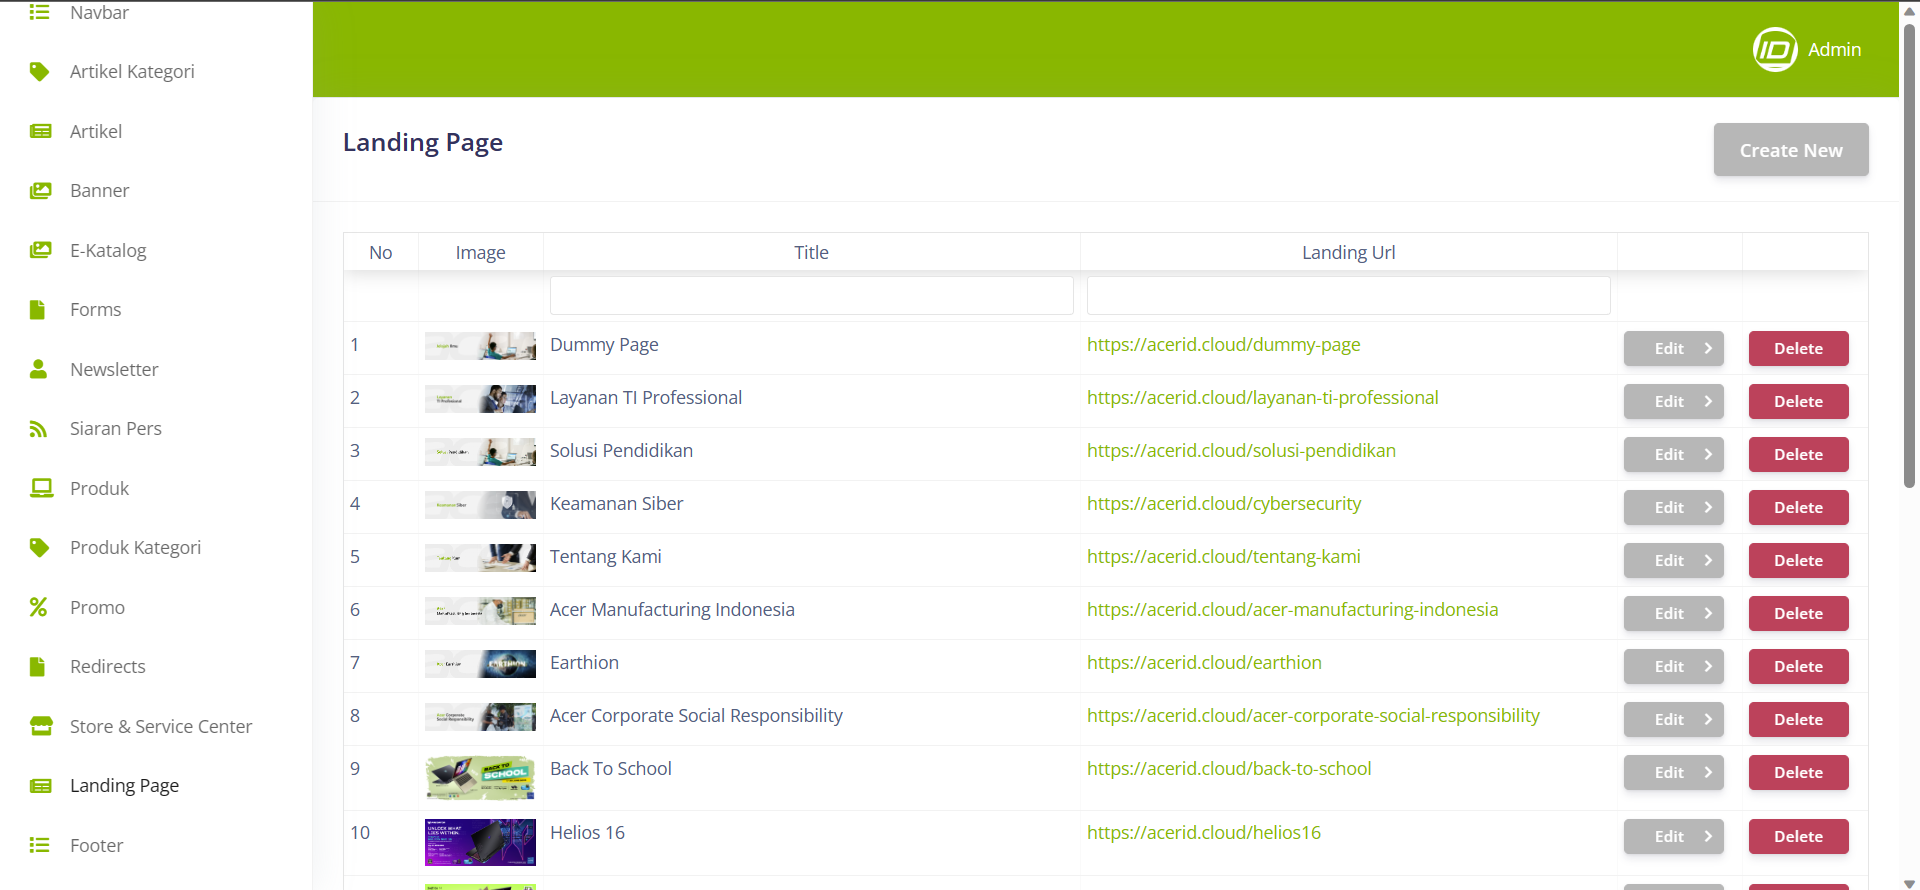 Navbar
Artikel Kategori
Artikel
Banner
E-Katalog
Forms
Newsletter
Siaran Pers
Produk
Produk Kategori
Promo
Redirects
Store & Service Center
Landing Page
Footer
ID Admin
Landing Page
Create New
No Image Title Landing Url
1 Dummy Page https://acerid.cloud/dummy-page Edit Delete
2 Layanan TI Professional https://acerid.cloud/layanan-ti-professional Edit Delete
3 Solusi Pendidikan https://acerid.cloud/solusi-pendidikan Edit Delete
4 Keamanan Siber https://acerid.cloud/cybersecurity Edit Delete
5 Tentang Kami https://acerid.cloud/tentang-kami Edit Delete
6 Acer Manufacturing Indonesia https://acerid.cloud/acer-manufacturing-indonesia Edit Delete
7 EARTHION Earthion https://acerid.cloud/earthion Edit Delete
8 Acer Corporate Social Responsibility https://acerid.cloud/acer-corporate-social-responsibility Edit Delete
9 BACK TO SCHOOL Back To School https://acerid.cloud/back-to-school Edit Delete
10 UNLOCK WHAT LIES WITHIN. Helios 16 https://acerid.cloud/helios16 Edit Delete